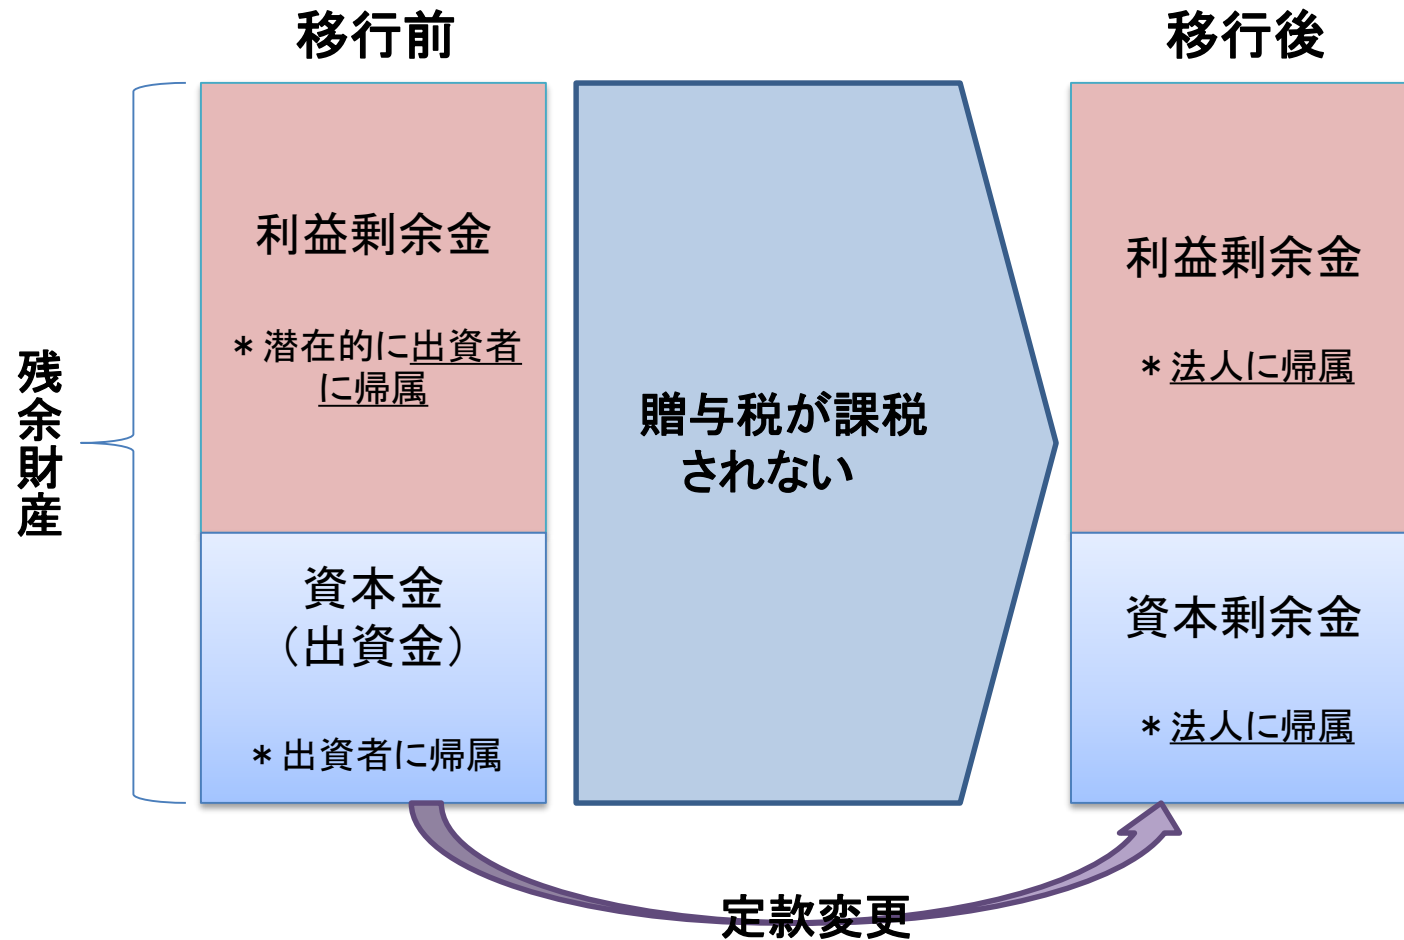 移行前
移行後
残余財産
利益剰余金
＊潜在的に出資者
に帰属
資本金
（出資金）
＊出資者に帰属
贈与税が課税
されない
利益剰余金
＊法人に帰属
資本剰余金
＊法人に帰属
定款変更